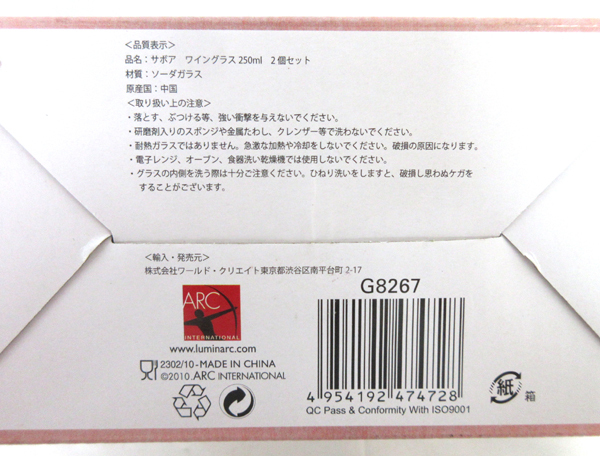 ＜品質表示＞
品名：サボア　ワイングラス 250ml　2 個セット
材質：ソーダガラス
原産国：中国
＜取り扱い上の注意＞
・落とす、ぶつける等、強い衝撃を与えないでください。
・研磨剤入りのスポンジや金属たわし、クレンザー等で洗わないでください。
・耐熱ガラスではありません。急激な加熱や冷却をしないでください。破損の原因になります。
・電子レンジ、オーブン、食器洗い乾燥機では使用しないでください。
・グラスの内側を洗う際は十分ご注意ください。ひねり洗いをしますと、破損し思わぬケガを
することがございます。
＜輸入・発売元＞
株式会社ワールド・クリエイト東京都渋谷区南平台町 2-17
G8267
ARC
INTERNATIONAL
www.luminarc.com
2302/10 - MADE IN CHINA
©2010. ARC INTERNATIONAL
4 954192 474728
QC Pass & Conformity With ISO9001
紙
箱